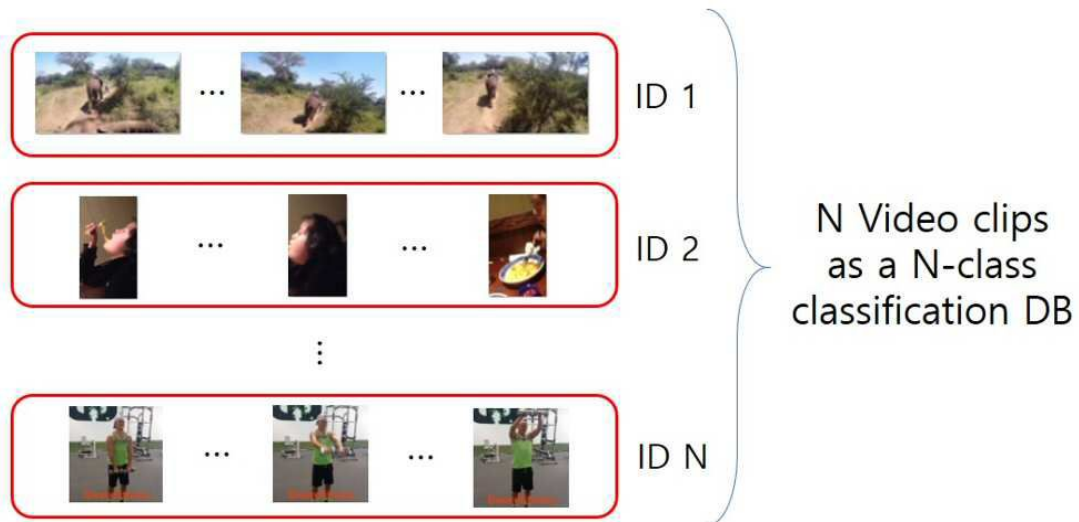 ... ...
ID 1
... ...
ID 2
⋮
... ...
ID N
N Video clips
as a N-class
classification DB